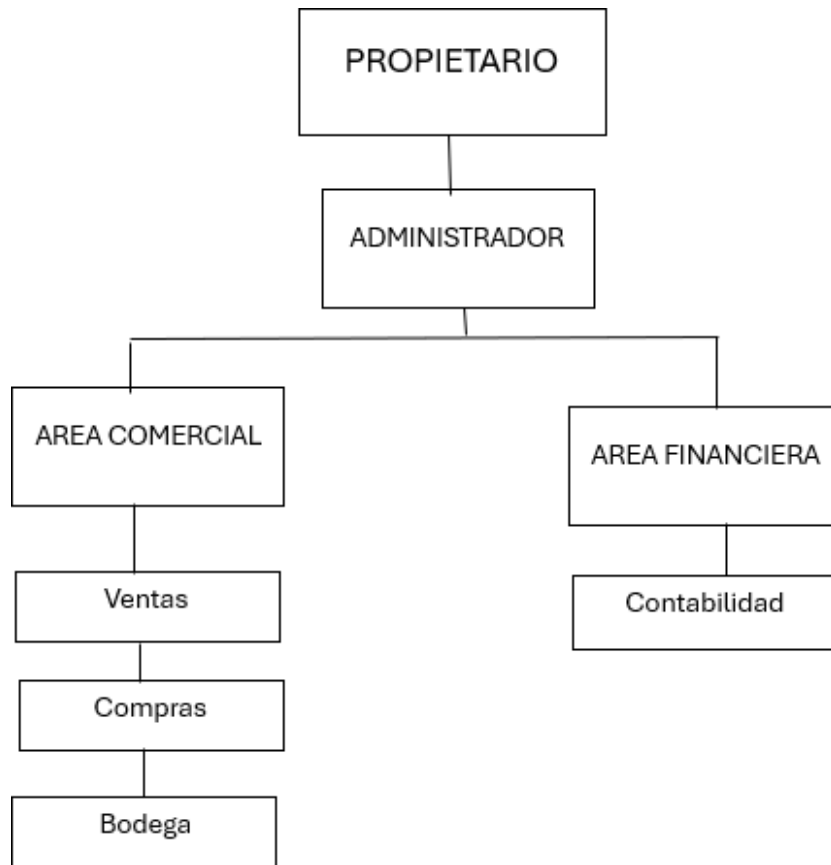 PROPIETARIO
ADMINISTRADOR
AREA COMERCIAL
AREA FINANCIERA
Ventas
Contabilidad
Compras
Bodega